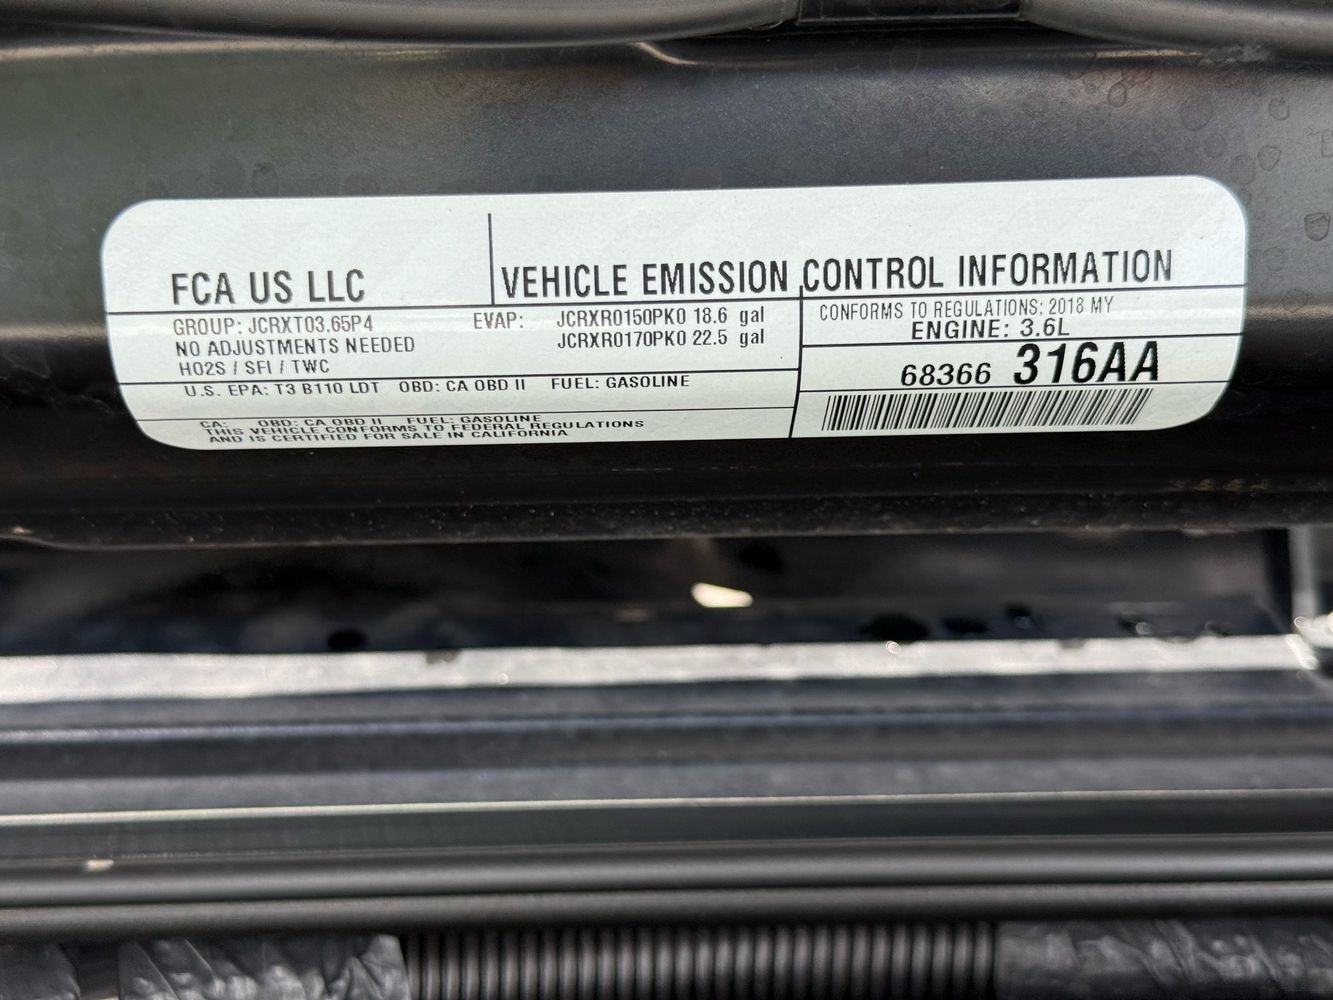 FCA US LLC
VEHICLE EMISSION CONTROL INFORMATION
GROUP: JCRXT03.65P4
NO ADJUSTMENTS NEEDED
HO2S / SFI / TWC
EVAP: JCRXR0150PK0 18.6 gal
JCRXR0170PK0 22.5 gal
CONFORMS TO REGULATIONS: 2018 MY
ENGINE: 3.6L
68366 316AA
U.S. EPA: T3 B110 LDT OBD: CA OBD II FUEL: GASOLINE
CA: OBD: CA OBD II FUEL: GASOLINE
THIS VEHICLE CONFORMS TO FEDERAL REGULATIONS
AND IS CERTIFIED FOR SALE IN CALIFORNIA